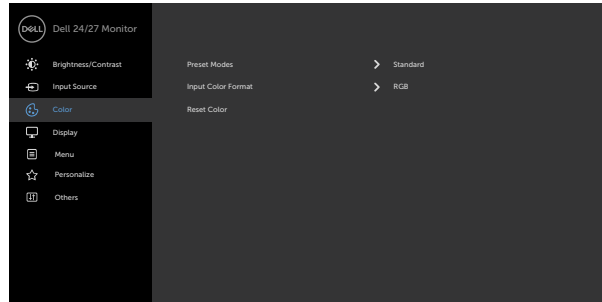 DELL Dell 24/27 Monitor
Brightness/Contrast
Preset Modes Standard
Input Source
Input Color Format RGB
Color
Reset Color
Display
Menu
Personalize
Others